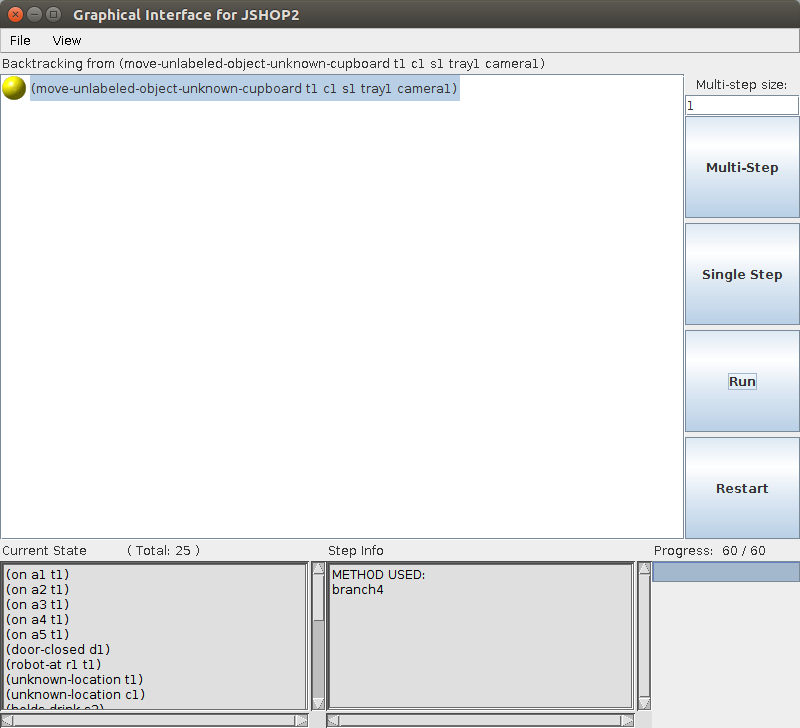 Graphical Interface for JSHOP2
File View
Backtracking from (move-unlabeled-object-unknown-cupboard t1 c1 s1 tray1 camera1)
(move-unlabeled-object-unknown-cupboard t1 c1 s1 tray1 camera1)
Multi-step size:
1
Multi-Step
Single Step
Run
Restart
Current State ( Total: 25 )
(on a1 t1)
(on a2 t1)
(on a3 t1)
(on a4 t1)
(on a5 t1)
(door-closed d1)
(robot-at r1 t1)
(unknown-location t1)
(unknown-location c1)
Step Info
METHOD USED:
branch4
Progress: 60 / 60